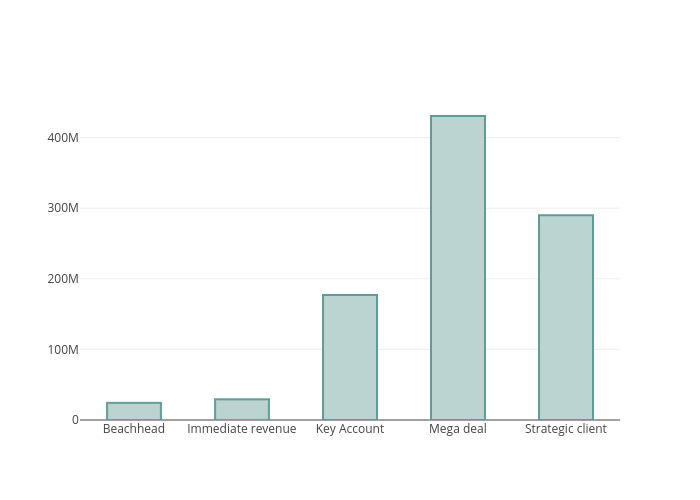 400M
300M
200M
100M
0
Beachhead
Immediate revenue
Key Account
Mega deal
Strategic client